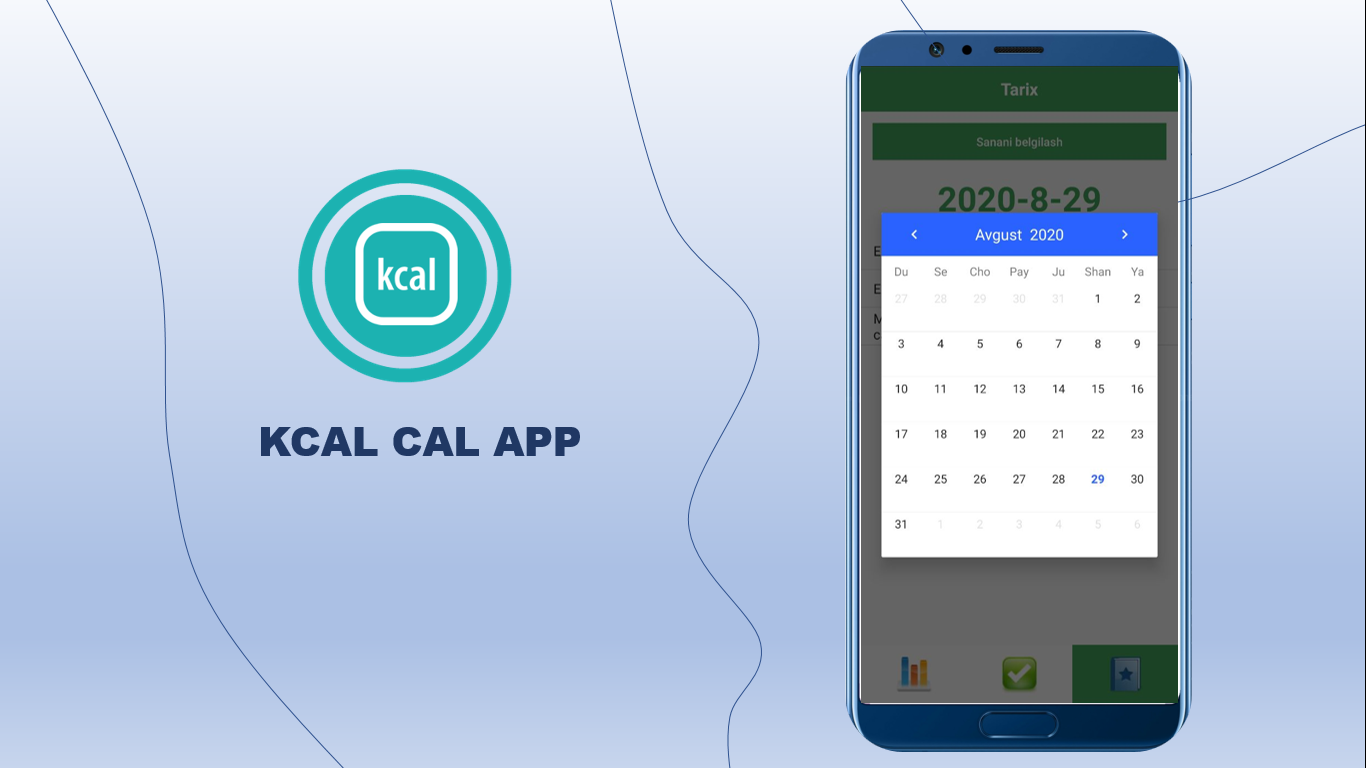 kcal
KCAL CAL APP
Tarix
Sanani belgilash
2020-8-29
E
E
M
c
Avgust 2020
Du Se Cho Pay Ju Shan Ya
27 28 29 30 31 1 2
3 4 5 6 7 8 9
10 11 12 13 14 15 16
17 18 19 20 21 22 23
24 25 26 27 28 29 30
31 1 2 3 4 5 6